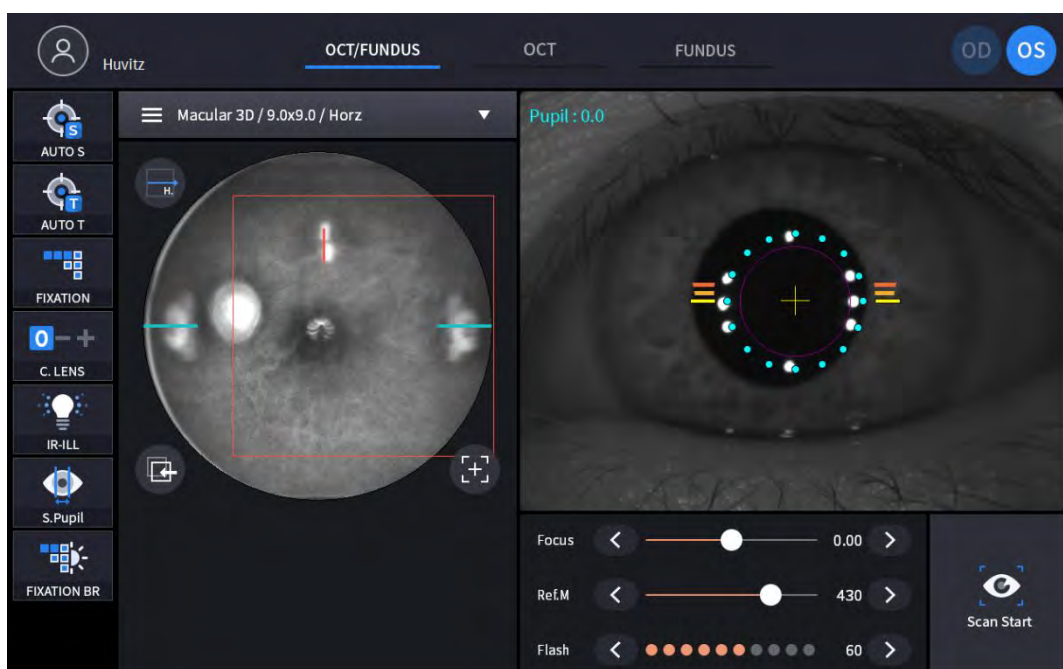 Huvitz
OCT/FUNDUS
OCT
FUNDUS
OD
OS
S
AUTO S
T
AUTO T
FIXATION
0
C. LENS
IR-ILL
S.Pupil
FIXATION BR
Macular 3D / 9.0x9.0 / Horz
H.
Pupil : 0.0
Focus 0.00
Ref.M 430
Flash 60
Scan Start